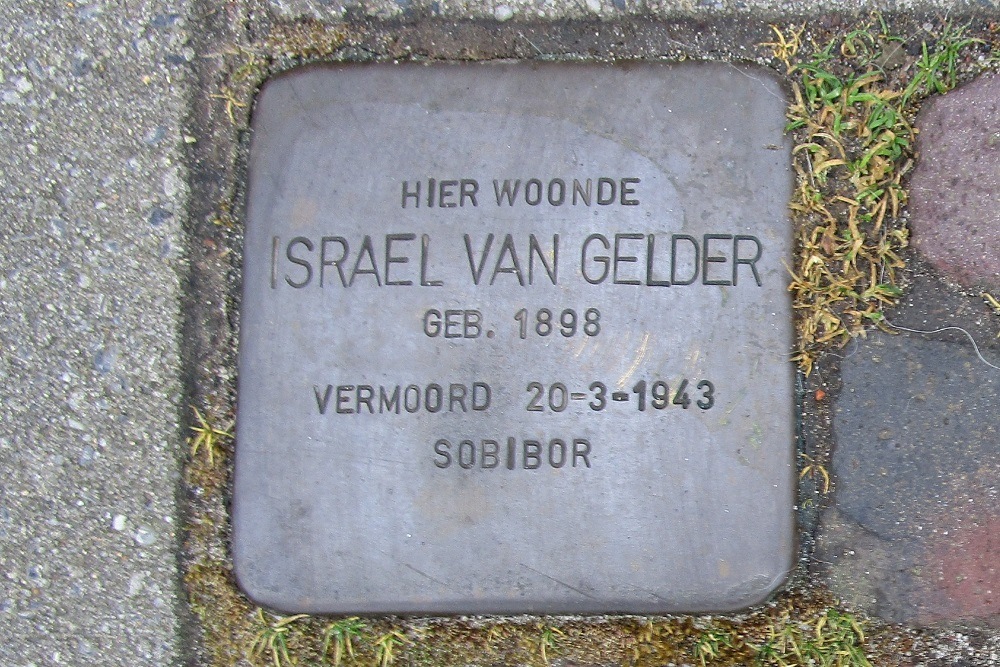 HIER WOONDE
ISRAEL VAN GELDER
GEB. 1898
VERMOORD 20-3-1943
SOBIBOR